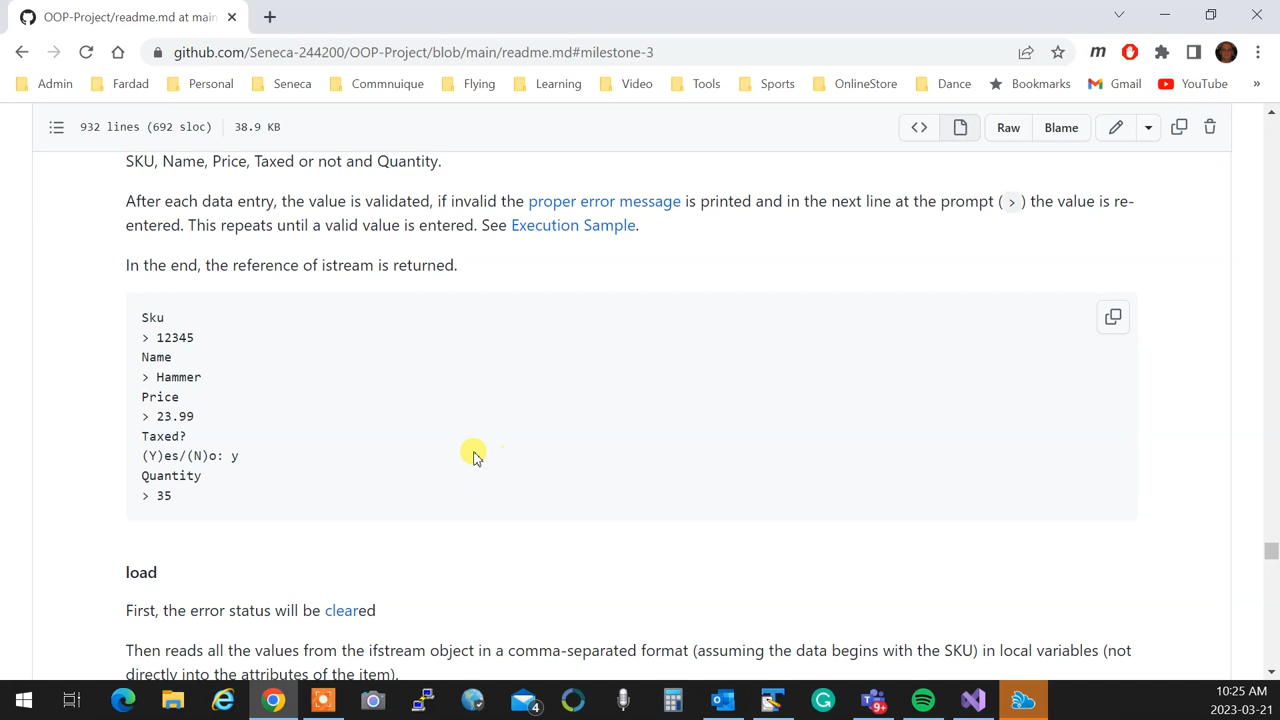 OOP-Project/readme.md at main
github.com/Seneca-244200/OOP-Project/blob/main/readme.md#milestone-3
m
Admin Fardad Personal Seneca Commnuique Flying Learning Video Tools Sports OnlineStore Dance Bookmarks Gmail YouTube »
932 lines (692 sloc) 38.9 KB
<> Raw Blame
SKU, Name, Price, Taxed or not and Quantity.
After each data entry, the value is validated, if invalid the proper error message is printed and in the next line at the prompt ( > ) the value is re-
entered. This repeats until a valid value is entered. See Execution Sample.
In the end, the reference of istream is returned.
Sku
> 12345
Name
> Hammer
Price
> 23.99
Taxed?
(Y)es/(N)o: y
Quantity
> 35
load
First, the error status will be cleared
Then reads all the values from the ifstream object in a comma-separated format (assuming the data begins with the SKU) in local variables (not
directly into the attributes of the item).
4
9+
10:25 AM
2023-03-21